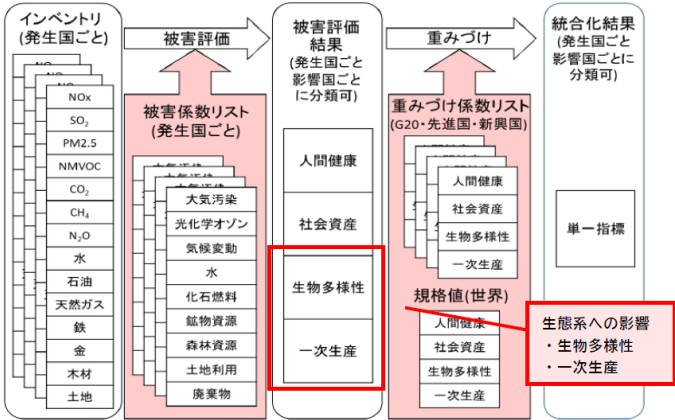 インベントリ
(発生国ごと)
NOx
SO2
PM2.5
NMVOC
CO2
CH4
N2O
水
石油
天然ガス
鉄
金
木材
土地
被害評価
被害係数リスト
(発生国ごと)
大気汚染
光化学オゾン
気候変動
水
化石燃料
鉱物資源
森林資源
土地利用
廃棄物
被害評価
結果
(発生国ごと
影響国ごと
に分類可)
人間健康
社会資産
生物多様性
一次生産
重みづけ
重みづけ係数リスト
(G20・先進国・新興国)
人間健康
社会資産
生物多様性
一次生産
規格値(世界)
人間健康
社会資産
生物多様性
一次生産
統合化結果
(発生国ごと
影響国ごとに
分類可)
単一指標
生態系への影響
・生物多様性
・一次生産